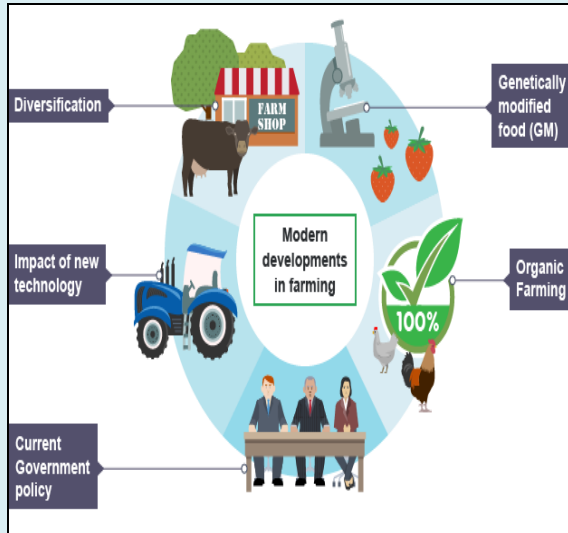 Diversification
FARM
SHOP
Genetically
modified
food (GM)
Modern
developments
in farming
Impact of new
technology
Organic
Farming
100%
Current
Government
policy